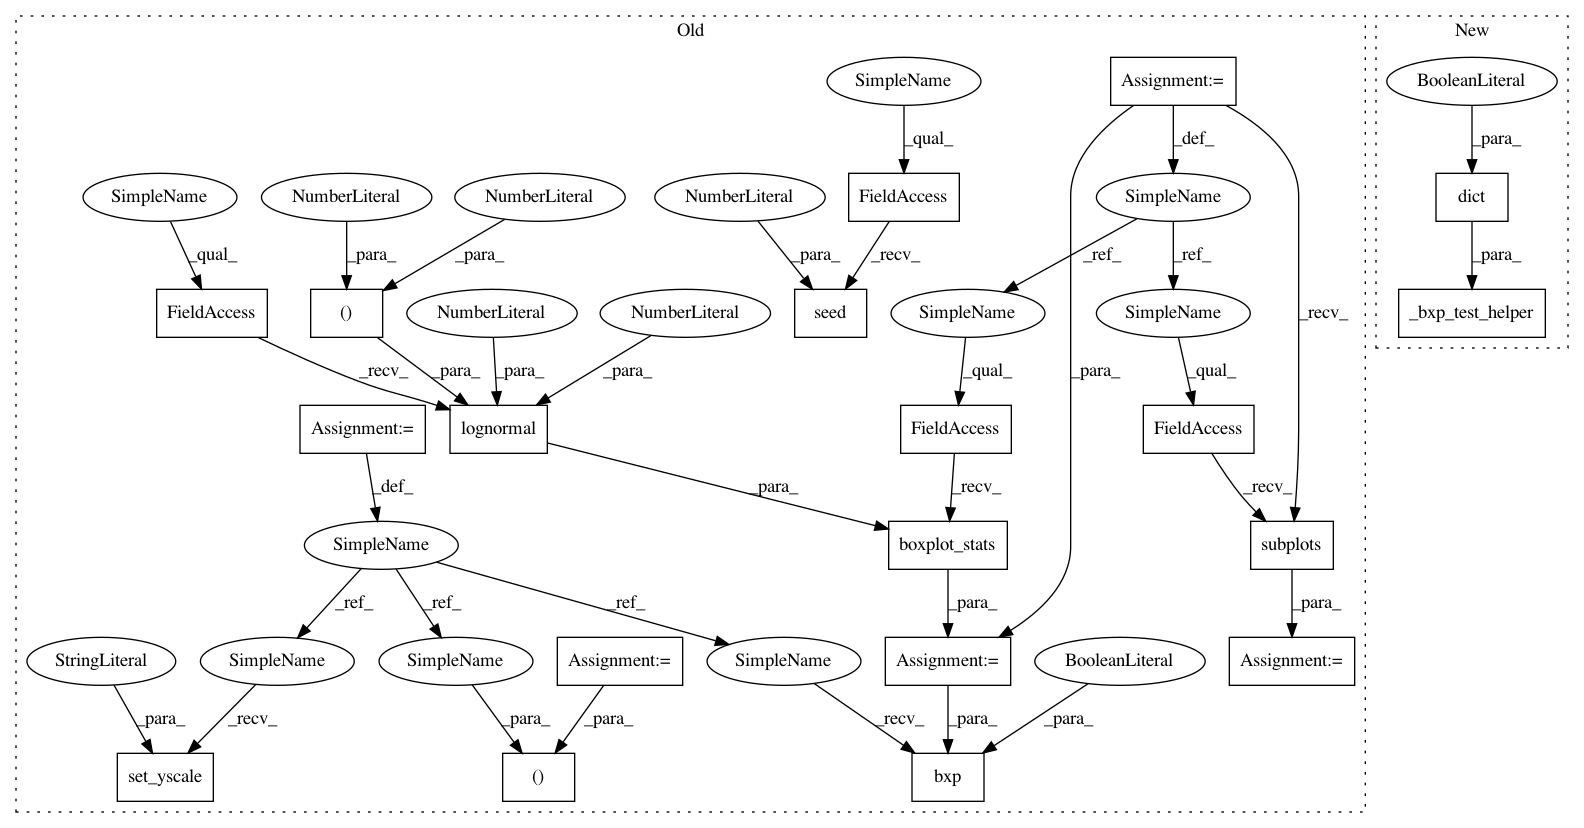 Old
New
SimpleName
Assignment:=
BooleanLiteral
_qual_
_def_
_para_
SimpleName
NumberLiteral
NumberLiteral
NumberLiteral
FieldAccess
SimpleName
dict
_qual_
_para_
_para_
_para_
_recv_
_ref_
_ref_
_para_
FieldAccess
()
NumberLiteral
NumberLiteral
seed
SimpleName
SimpleName
_recv_
_bxp_test_helper
_recv_
_para_
_para_
_para_
_qual_
_para_
_qual_
Assignment:=
lognormal
FieldAccess
FieldAccess
_def_
_para_
_recv_
_recv_
SimpleName
boxplot_stats
subplots
_ref_
_ref_
_ref_
_para_
_para_
StringLiteral
SimpleName
SimpleName
Assignment:=
SimpleName
Assignment:=
BooleanLiteral
Assignment:=
_para_
_recv_
_para_
_para_
_recv_
_para_
_para_
set_yscale
()
bxp